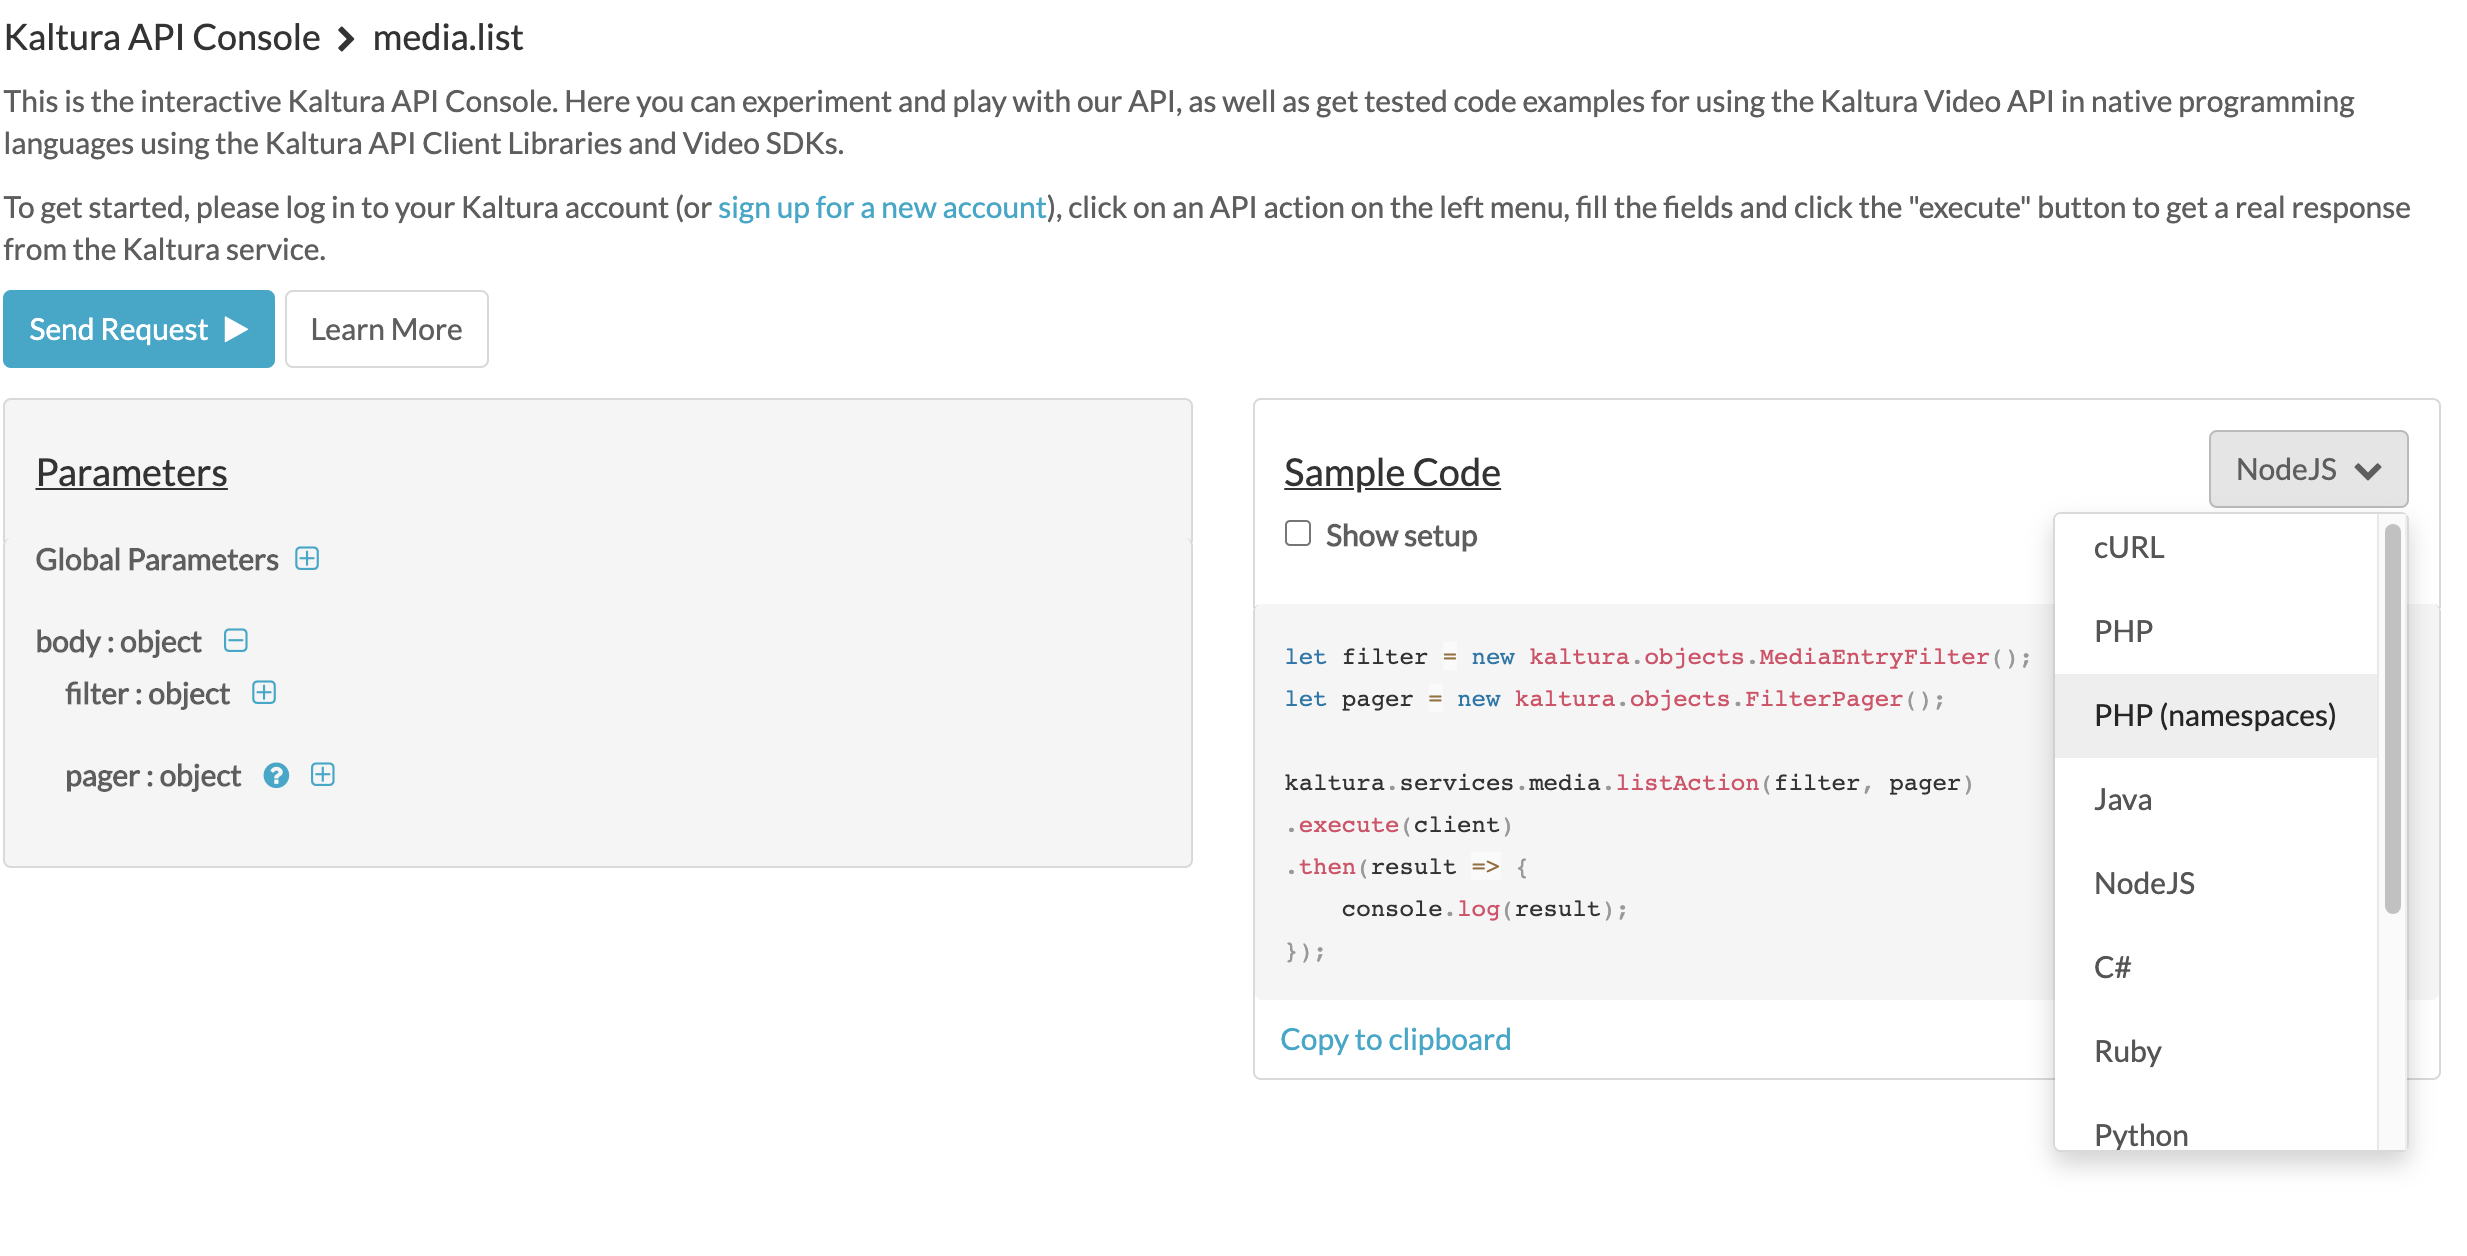 Kaltura API Console > media.list
This is the interactive Kaltura API Console. Here you can experiment and play with our API, as well as get tested code examples for using the Kaltura Video API in native programming
languages using the Kaltura API Client Libraries and Video SDKs.
To get started, please log in to your Kaltura account (or sign up for a new account), click on an API action on the left menu, fill the fields and click the "execute" button to get a real response
from the Kaltura service.
Send Request
Learn More
Parameters
Global Parameters
body : object
filter : object
pager : object ?
Sample Code
NodeJS
Show setup
let filter = new kaltura.objects.MediaEntryFilter();
let pager = new kaltura.objects.FilterPager();
kaltura.services.media.listAction(filter, pager)
.execute(client)
.then(result => {
    console.log(result);
});
Copy to clipboard
cURL
PHP
PHP (namespaces)
Java
NodeJS
C#
Ruby
Python